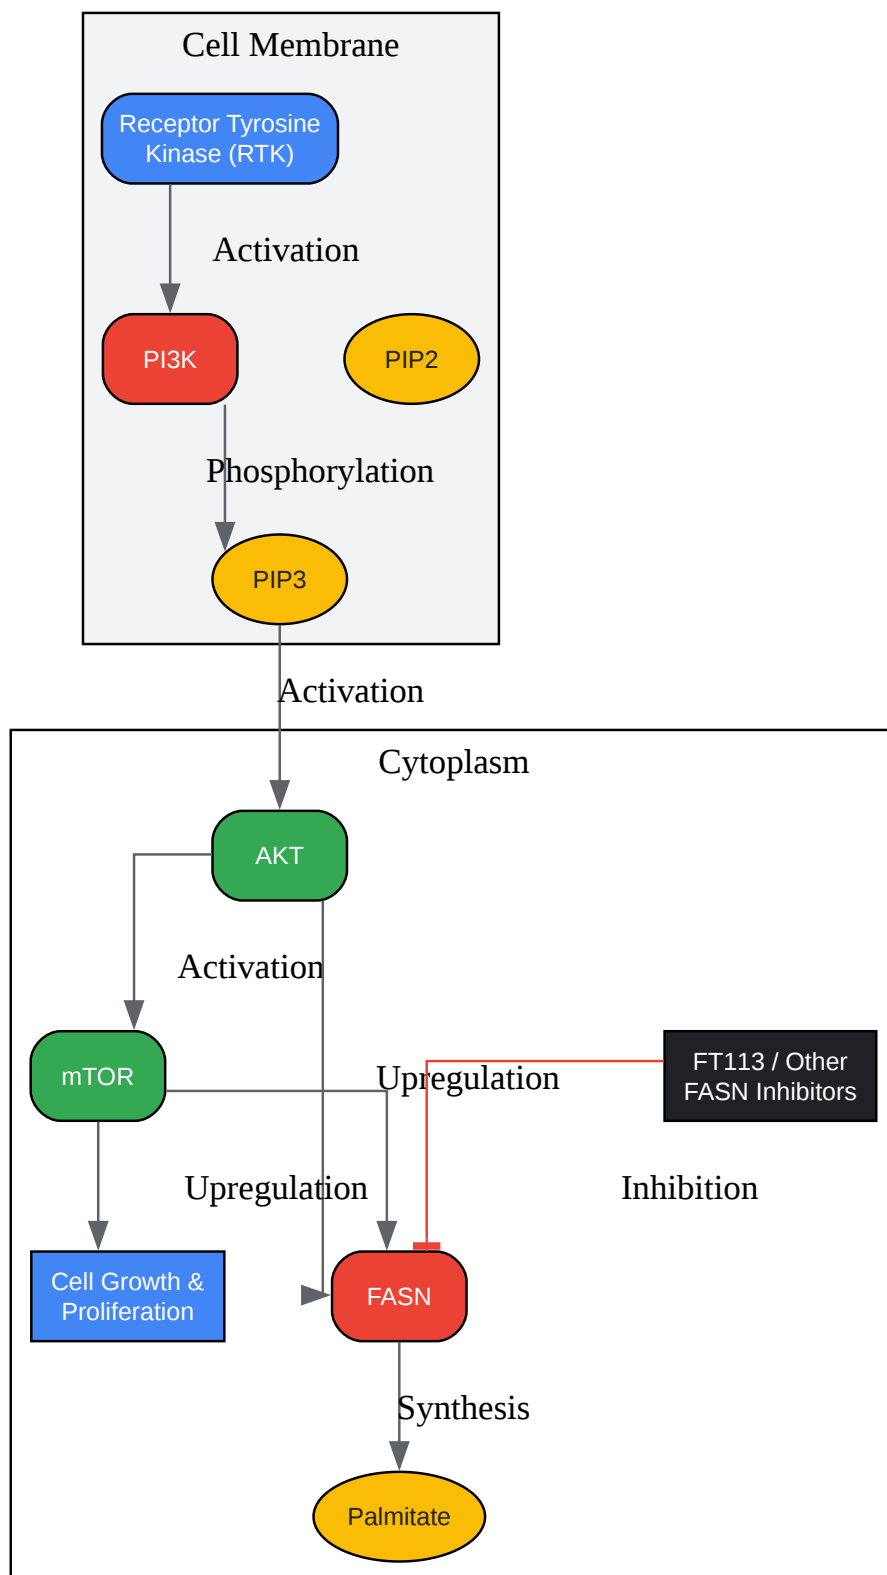 Cell Membrane
Receptor Tyrosine
Kinase (RTK)
Activation
PI3K
PIP2
Phosphorylation
PIP3
Activation
Cytoplasm
AKT
Activation
mTOR
Upregulation
FT113 / Other
FASN Inhibitors
Upregulation
Inhibition
Cell Growth &
Proliferation
FASN
Synthesis
Palmitate